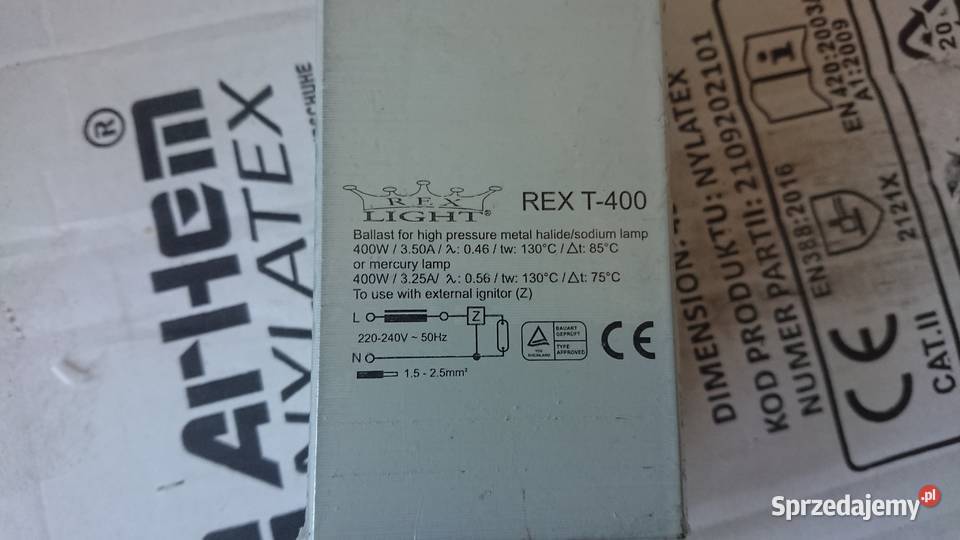 REX
LIGHT®
REX T-400
Ballast for high pressure metal halide/sodium lamp
400W / 3.50A / λ: 0.46 / tw: 130°C / Δt: 85°C
or mercury lamp
400W / 3.25A/ λ: 0.56 / tw: 130°C / Δt: 75°C
To use with external ignitor (Z)
L
Z
220-240V ~ 50Hz
N
1.5 - 2.5mm²
TÜV
RHEINLAND
BAUART
GEPRÜFT
TYPE
APPROVED
CE
®
DIMENSION:
PRODUKTU: NYLATEX
KOD PARTII: 2109202101
NUMER
EN388:2016
2121X
EN 420:2003
A1:2009
i
CE
CAT.II
20
Sprzedajemy.pl